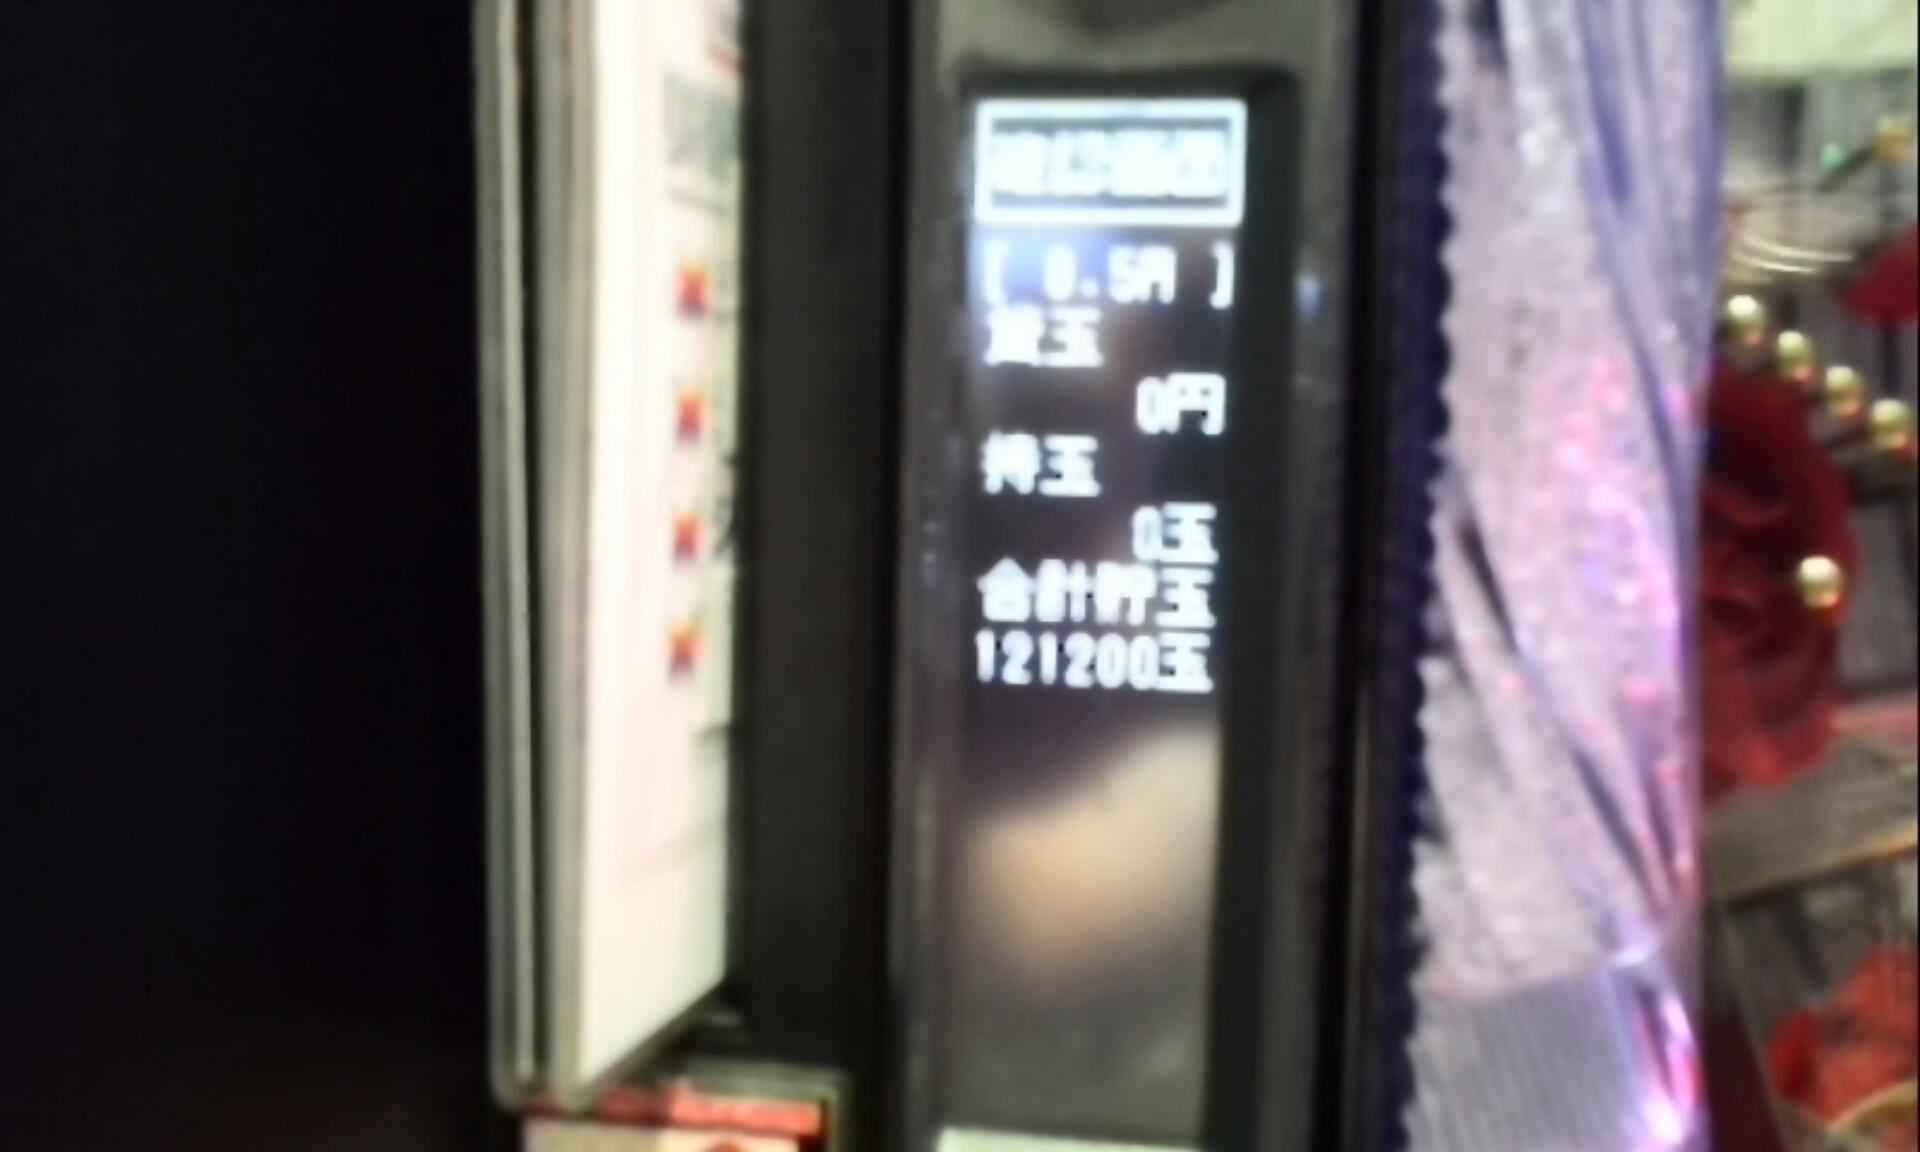 [ 0.5円 ]
貸玉
0円
持玉
0玉
合計貯玉
121200玉